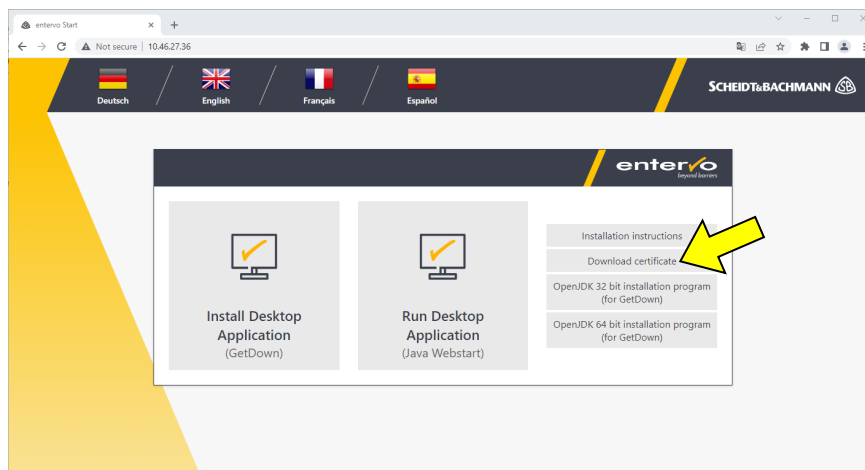 entervo Start
Not secure | 10.46.27.36
Deutsch
English
Français
Español
SCHEIDT&BACHMANN SB
entervo
beyond barriers
Install Desktop
Application
(GetDown)
Run Desktop
Application
(Java Webstart)
Installation instructions
Download certificate
OpenJDK 32 bit installation program
(for GetDown)
OpenJDK 64 bit installation program
(for GetDown)